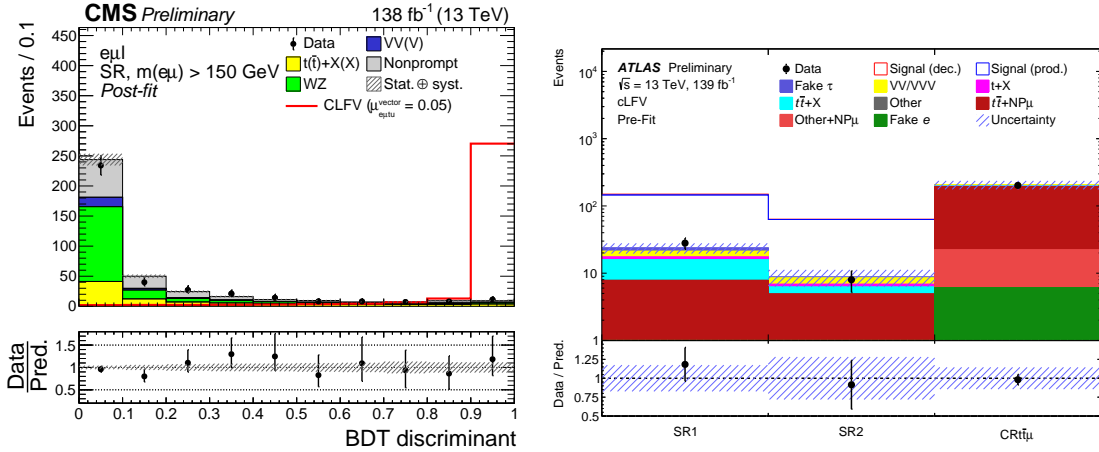 CMS Preliminary 138 fb⁻¹ (13 TeV)
Events / 0.1
450
400
350
300
250
200
150
100
50
0
eμl
SR, m(eμ) > 150 GeV
Post-fit
Data
VV(V)
t(t̄)+X(X)
Nonprompt
WZ
Stat. ⊕ syst.
CLFV (μ^vector_eμtu = 0.05)
Data
Pred.
1.5
1
0.5
0 0.1 0.2 0.3 0.4 0.5 0.6 0.7 0.8 0.9 1
BDT discriminant
Events
10⁴
10³
10²
10
1
ATLAS Preliminary
√s = 13 TeV, 139 fb⁻¹
cLFV
Pre-Fit
Data
Signal (dec.)
Signal (prod.)
Fake τ
VV/VVV
t+X
tt̄+X
Other
tt̄+NPμ
Other+NPμ
Fake e
Uncertainty
Data / Pred.
1.25
1
0.75
0.5
SR1 SR2 CRtt̄μ